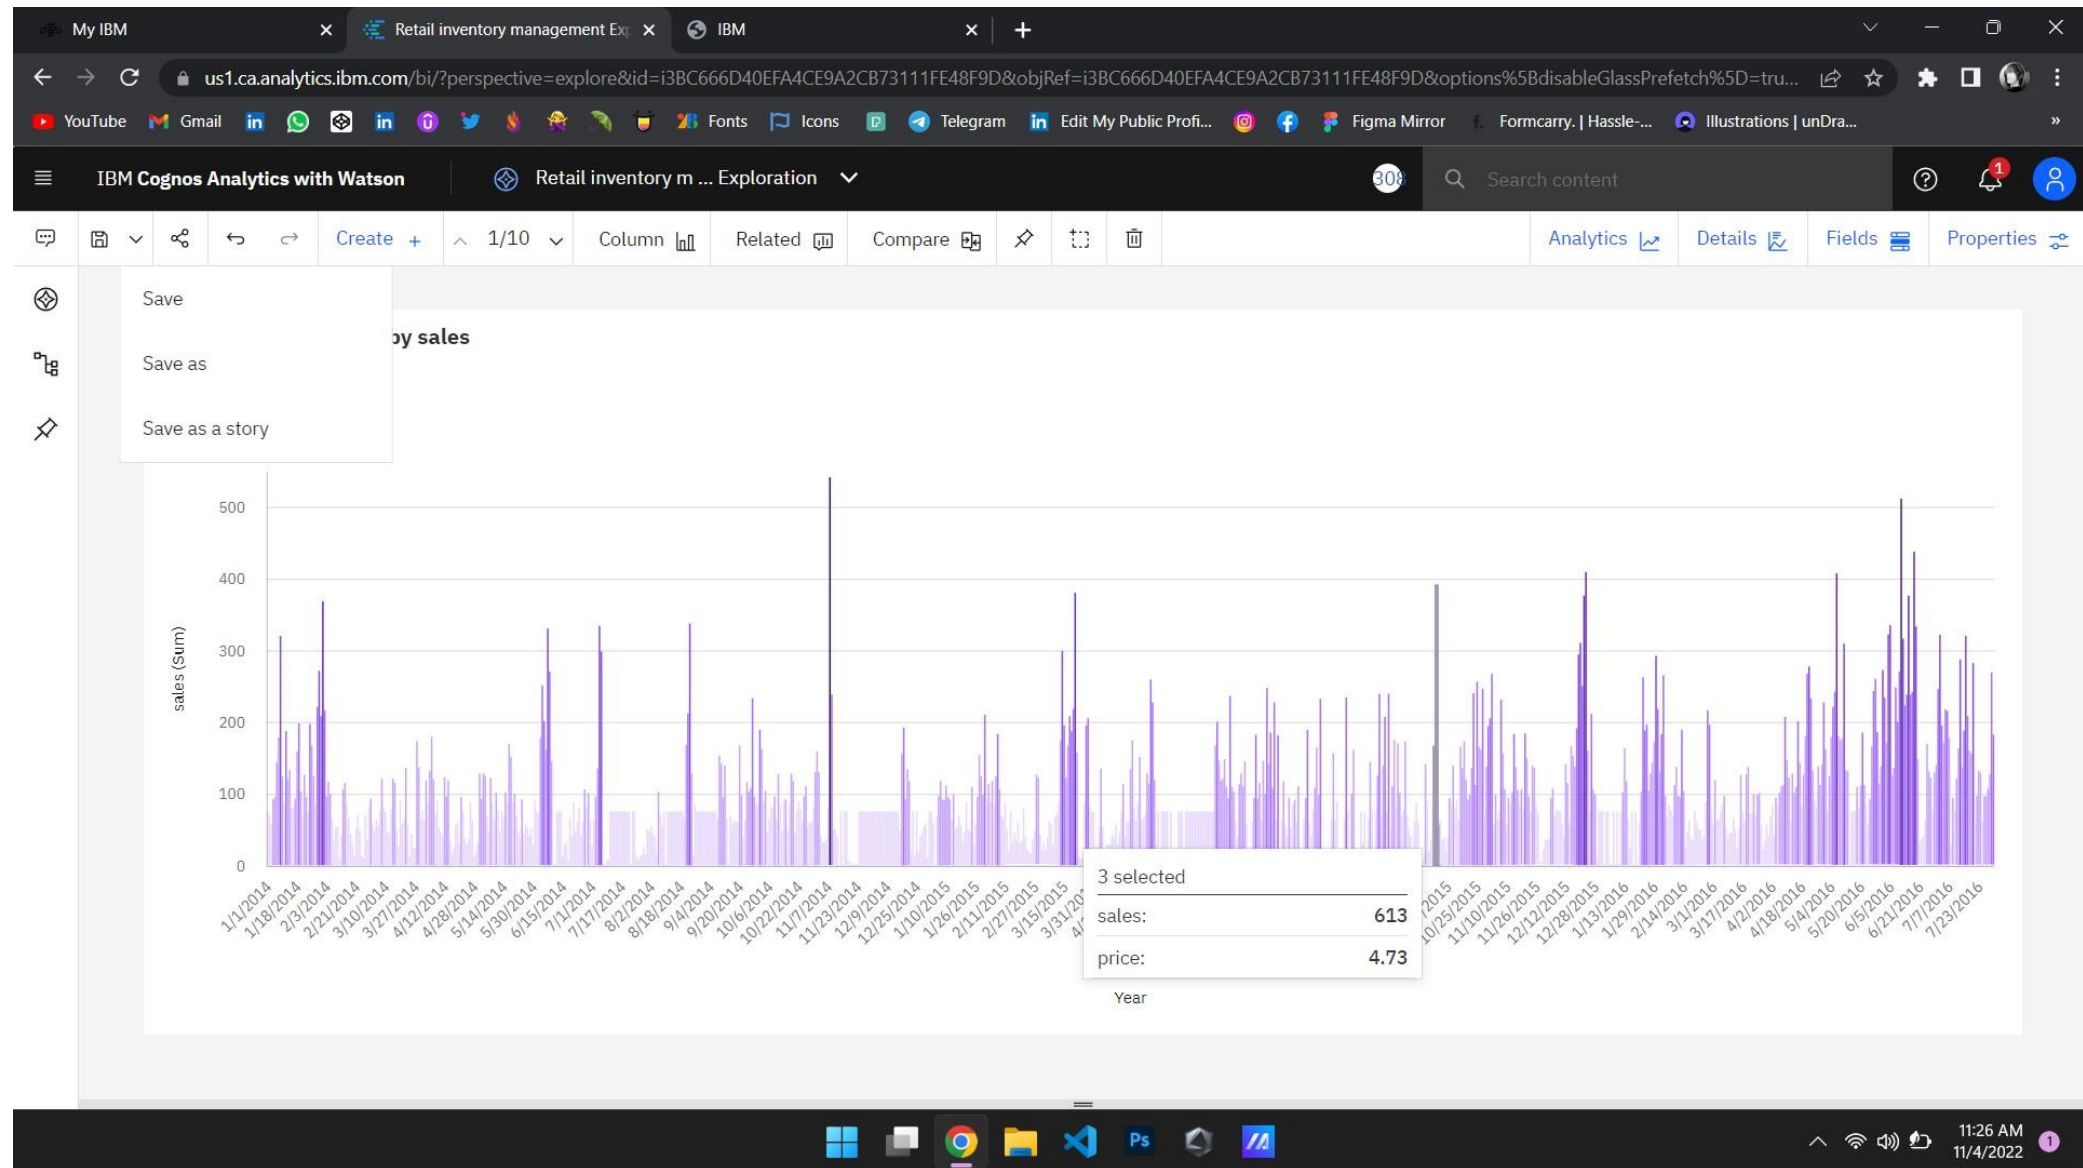 My IBM
Retail inventory management Ex
IBM
us1.ca.analytics.ibm.com/bi/?perspective=explore&id=i3BC666D40EFA4CE9A2CB73111FE48F9D&objRef=i3BC666D40EFA4CE9A2CB73111FE48F9D&options%5BdisableGlassPrefetch%5D=tru...
YouTube Gmail Fonts Icons Telegram Edit My Public Profi... Figma Mirror Formcarry. | Hassle-... Illustrations | unDra... »
IBM Cognos Analytics with Watson
Retail inventory m ... Exploration
308
Search content
1
Create + 1/10 Column Related Compare
Analytics Details Fields Properties
Save
Save as
Save as a story
by sales
sales (Sum)
500
400
300
200
100
0
1/1/2014 1/18/2014 2/3/2014 2/21/2014 3/10/2014 3/27/2014 4/12/2014 4/28/2014 5/14/2014 5/30/2014 6/15/2014 7/1/2014 7/17/2014 8/2/2014 8/18/2014 9/4/2014 9/20/2014 10/6/2014 10/22/2014 11/7/2014 11/23/2014 12/9/2014 12/25/2014 1/10/2015 1/26/2015 2/11/2015 2/27/2015 3/15/2015 3/31/20 10/25/2015 11/10/2015 11/26/2015 12/12/2015 12/28/2015 1/13/2016 1/29/2016 2/14/2016 3/1/2016 3/17/2016 4/2/2016 4/18/2016 5/4/2016 5/20/2016 6/5/2016 6/21/2016 7/7/2016 7/23/2016
3 selected
sales: 613
price: 4.73
Year
Ps
11:26 AM
11/4/2022
1